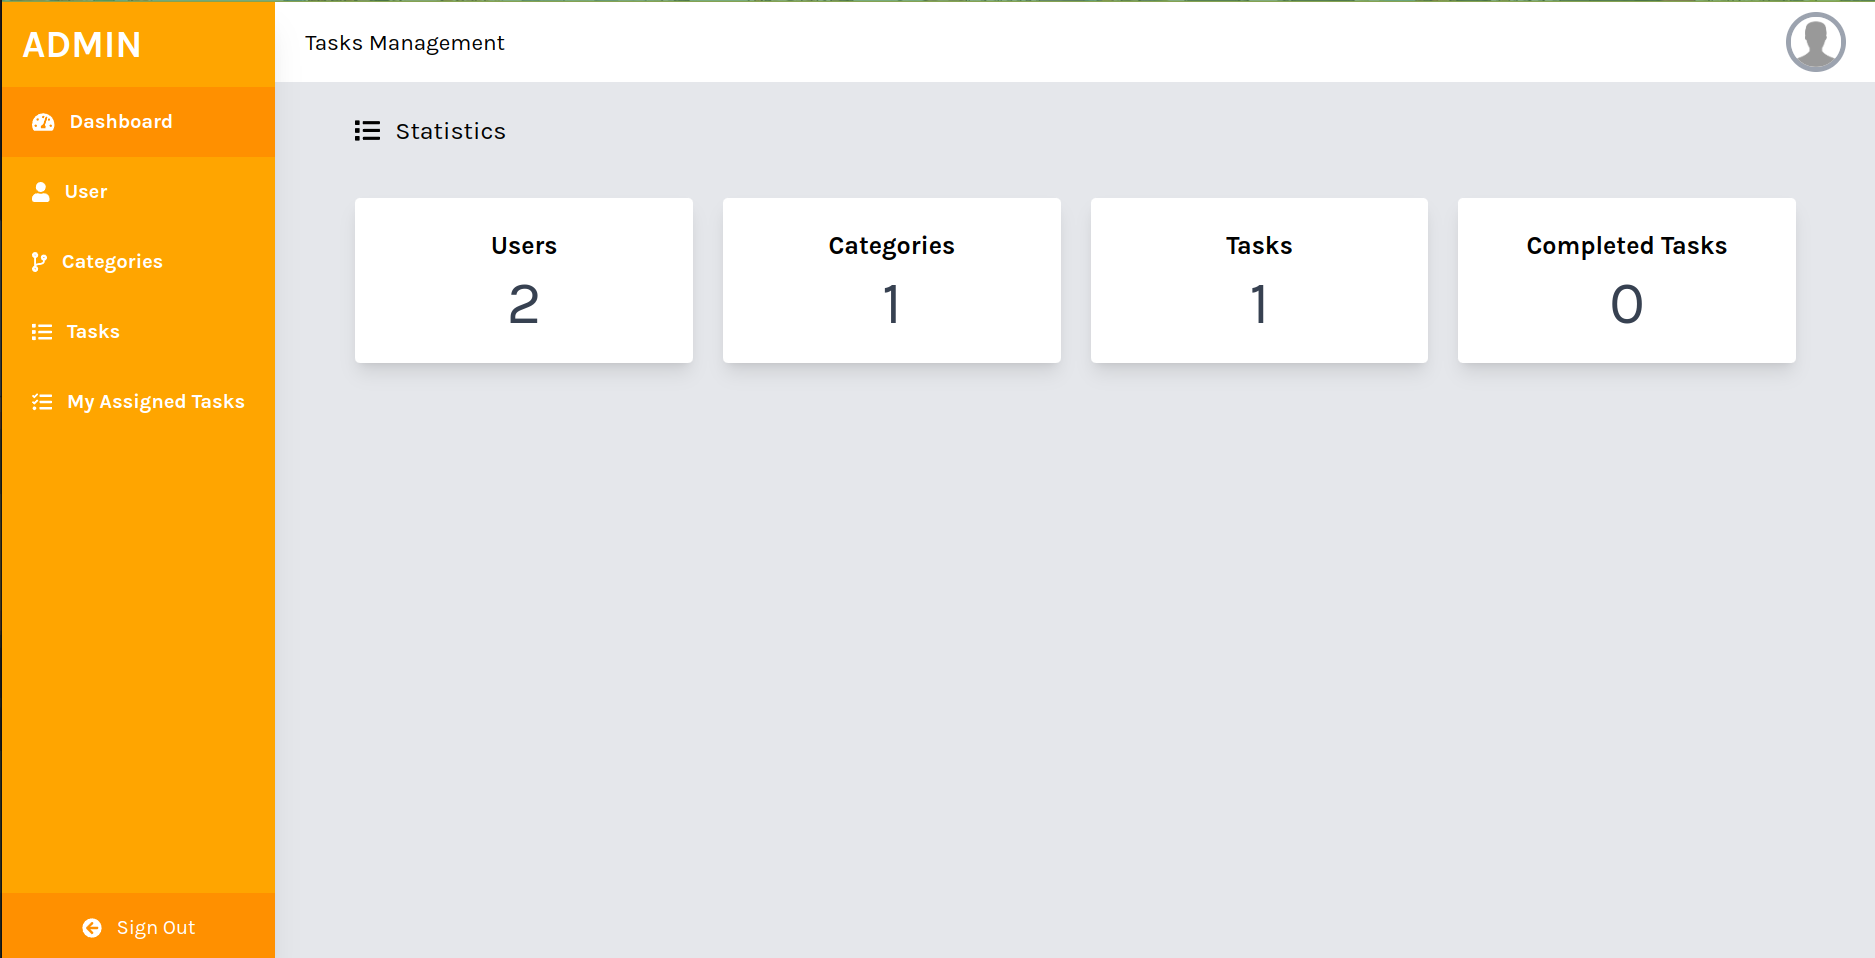 ADMIN
Tasks Management
Dashboard
User
Categories
Tasks
My Assigned Tasks
Sign Out
Statistics
Users
2
Categories
1
Tasks
1
Completed Tasks
0